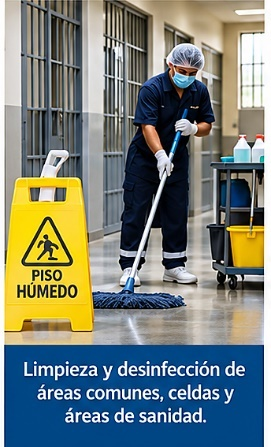 PISO
HÚMEDO
Limpieza y desinfección de
áreas comunes, celdas y
áreas de sanidad.